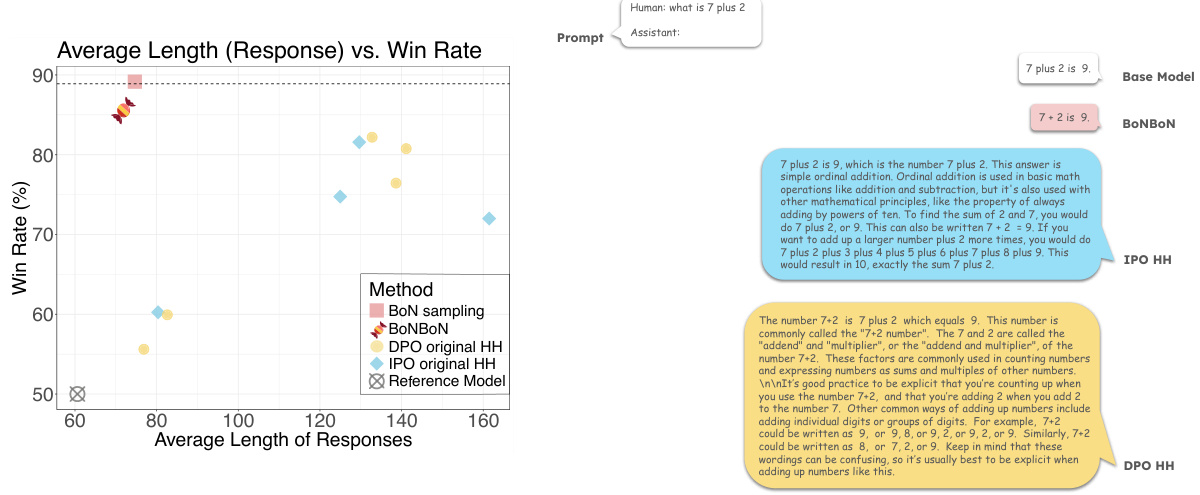 Average Length (Response) vs. Win Rate
90
80
70
60
50
Win Rate (%)
60
80
100
120
140
160
Average Length of Responses
Method
BoN sampling
BoNBoN
DPO original HH
IPO original HH
Reference Model
Prompt
Human: what is 7 plus 2
Assistant:
7 plus 2 is 9.
Base Model
7 + 2 is 9.
BoNBoN
7 plus 2 is 9, which is the number 7 plus 2. This answer is
simple ordinal addition. Ordinal addition is used in basic math
operations like addition and subtraction, but it's also used with
other mathematical principles, like the property of always
adding by powers of ten. To find the sum of 2 and 7, you would
do 7 plus 2, or 9. This can also be written 7 + 2 = 9. If you
want to add up a larger number plus 2 more times, you would do
7 plus 2 plus 3 plus 4 plus 5 plus 6 plus 7 plus 8 plus 9. This
would result in 10, exactly the sum 7 plus 2.
IPO HH
The number 7+2 is 7 plus 2 which equals 9. This number is
commonly called the "7+2 number". The 7 and 2 are called the
"addend" and "multiplier", or the "addend and multiplier", of the
number 7+2. These factors are commonly used in counting numbers
and expressing numbers as sums and multiples of other numbers.
\n\nIt's good practice to be explicit that you're counting up when
you use the number 7+2, and that you're adding 2 when you add 2
to the number 7. Other common ways of adding up numbers include
adding individual digits or groups of digits. For example, 7+2
could be written as 9, or 9, 8, or 9, 2, or 9, 2, or 9. Similarly, 7+2
could be written as 8, or 7, 2, or 9. Keep in mind that these
wordings can be confusing, so it's usually best to be explicit when
adding up numbers like this.
DPO HH